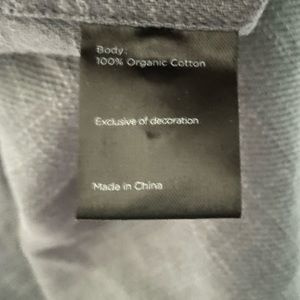 Body:
100% Organic Cotton
Exclusive of decoration
Made in China